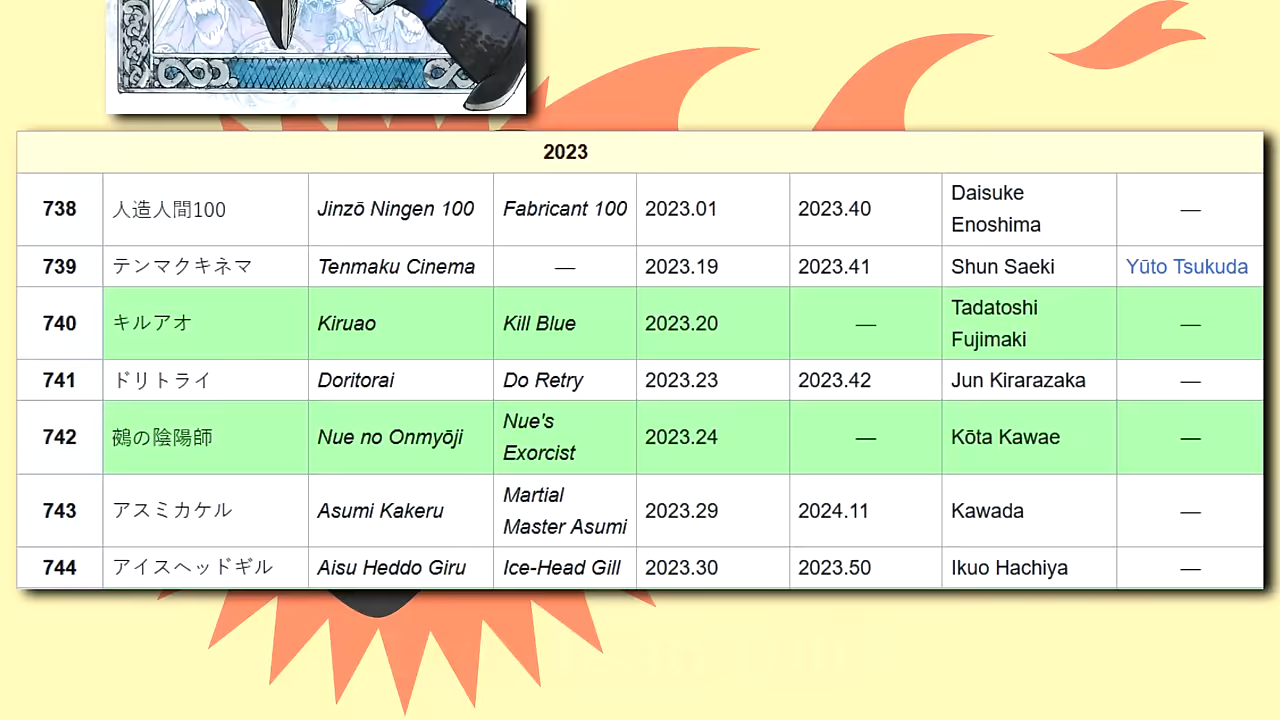 2023
738 人造人間100 Jinzō Ningen 100 Fabricant 100 2023.01 2023.40 Daisuke Enoshima —
739 テンマクキネマ Tenmaku Cinema — 2023.19 2023.41 Shun Saeki Yūto Tsukuda
740 キルアオ Kiruao Kill Blue 2023.20 — Tadatoshi Fujimaki —
741 ドリトライ Doritorai Do Retry 2023.23 2023.42 Jun Kirarazaka —
742 鵺の陰陽師 Nue no Onmyōji Nue's Exorcist 2023.24 — Kōta Kawae —
743 アスミカケル Asumi Kakeru Martial Master Asumi 2023.29 2024.11 Kawada —
744 アイスヘッドギル Aisu Heddo Giru Ice-Head Gill 2023.30 2023.50 Ikuo Hachiya —